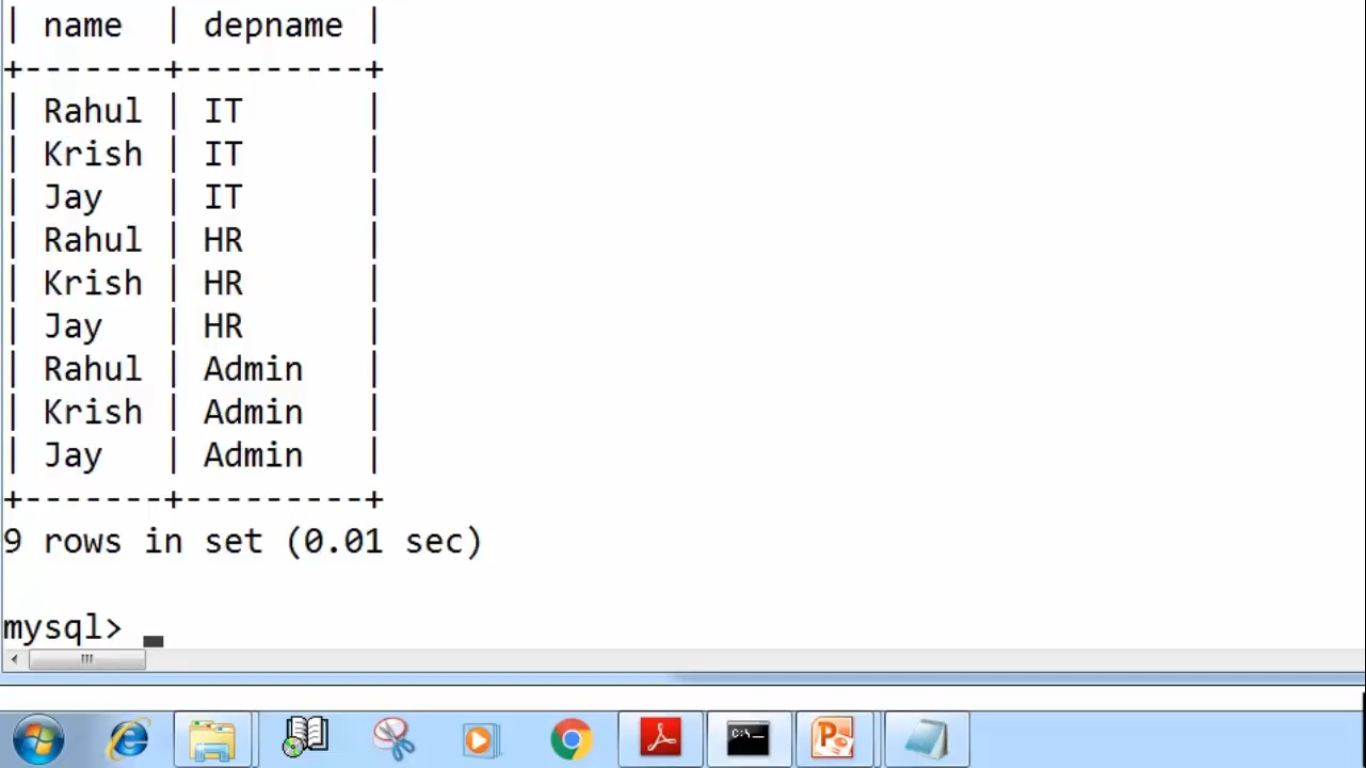 | name  | depname |
+-------+---------+
| Rahul | IT      |
| Krish | IT      |
| Jay   | IT      |
| Rahul | HR      |
| Krish | HR      |
| Jay   | HR      |
| Rahul | Admin   |
| Krish | Admin   |
| Jay   | Admin   |
+-------+---------+
9 rows in set (0.01 sec)
mysql> _
C:\_
P